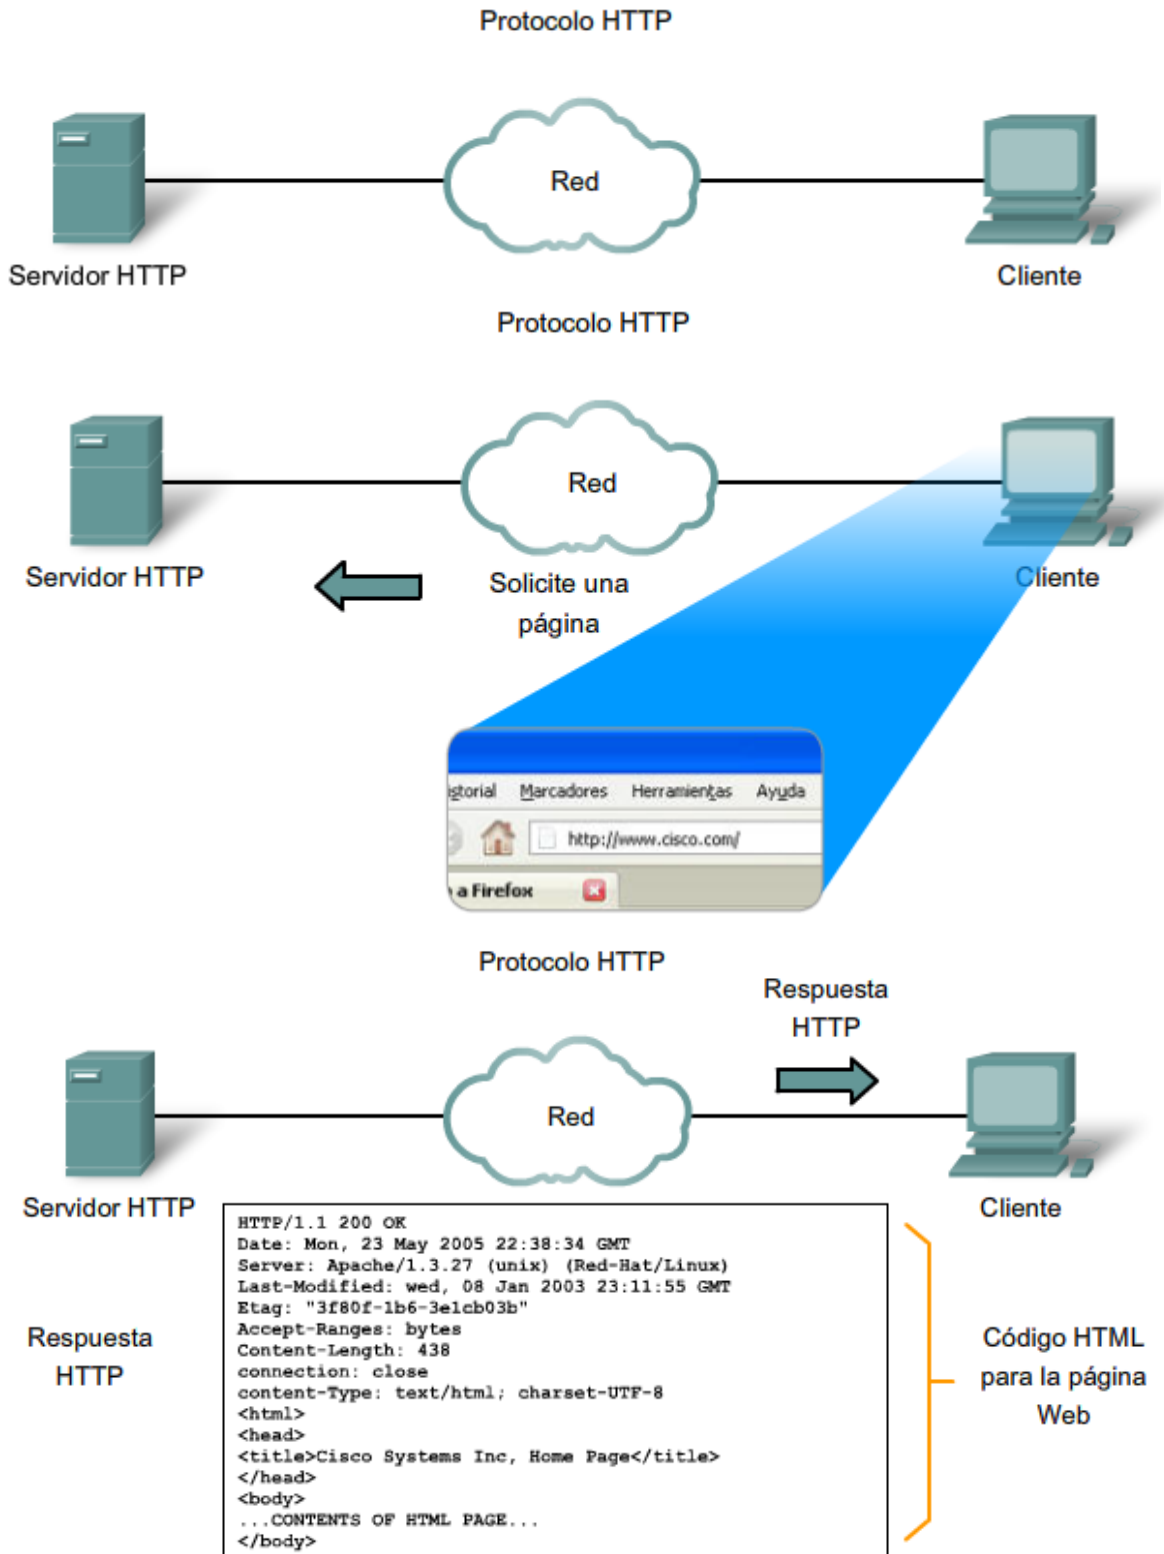 Protocolo HTTP
Red
Servidor HTTP
Cliente
Protocolo HTTP
Red
Servidor HTTP
Solicite una
página
Cliente
istorial Marcadores Herramientas Ayuda
http://www.cisco.com/
a Firefox
Protocolo HTTP
Respuesta
HTTP
Red
Servidor HTTP
Cliente
HTTP/1.1 200 OK
Date: Mon, 23 May 2005 22:38:34 GMT
Server: Apache/1.3.27 (unix) (Red-Hat/Linux)
Last-Modified: wed, 08 Jan 2003 23:11:55 GMT
Etag: "3f80f-1b6-3e1cb03b"
Accept-Ranges: bytes
Content-Length: 438
connection: close
content-Type: text/html; charset-UTF-8
<html>
<head>
<title>Cisco Systems Inc, Home Page</title>
</head>
<body>
...CONTENTS OF HTML PAGE...
</body>
Respuesta
HTTP
Código HTML
para la página
Web